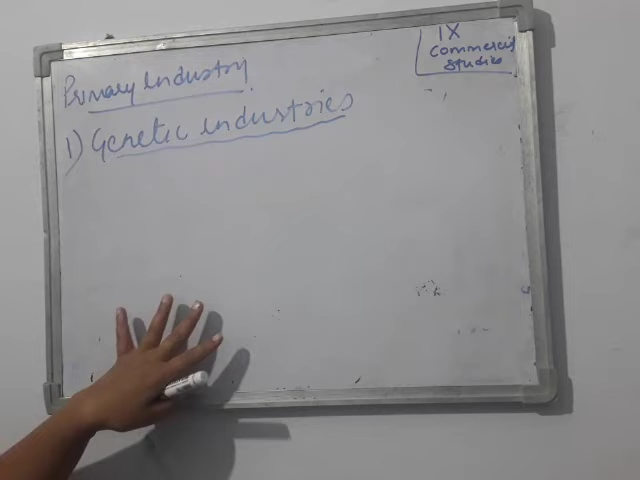 Primary Industry
IX
Commercial
Studies
1) Genetic industries